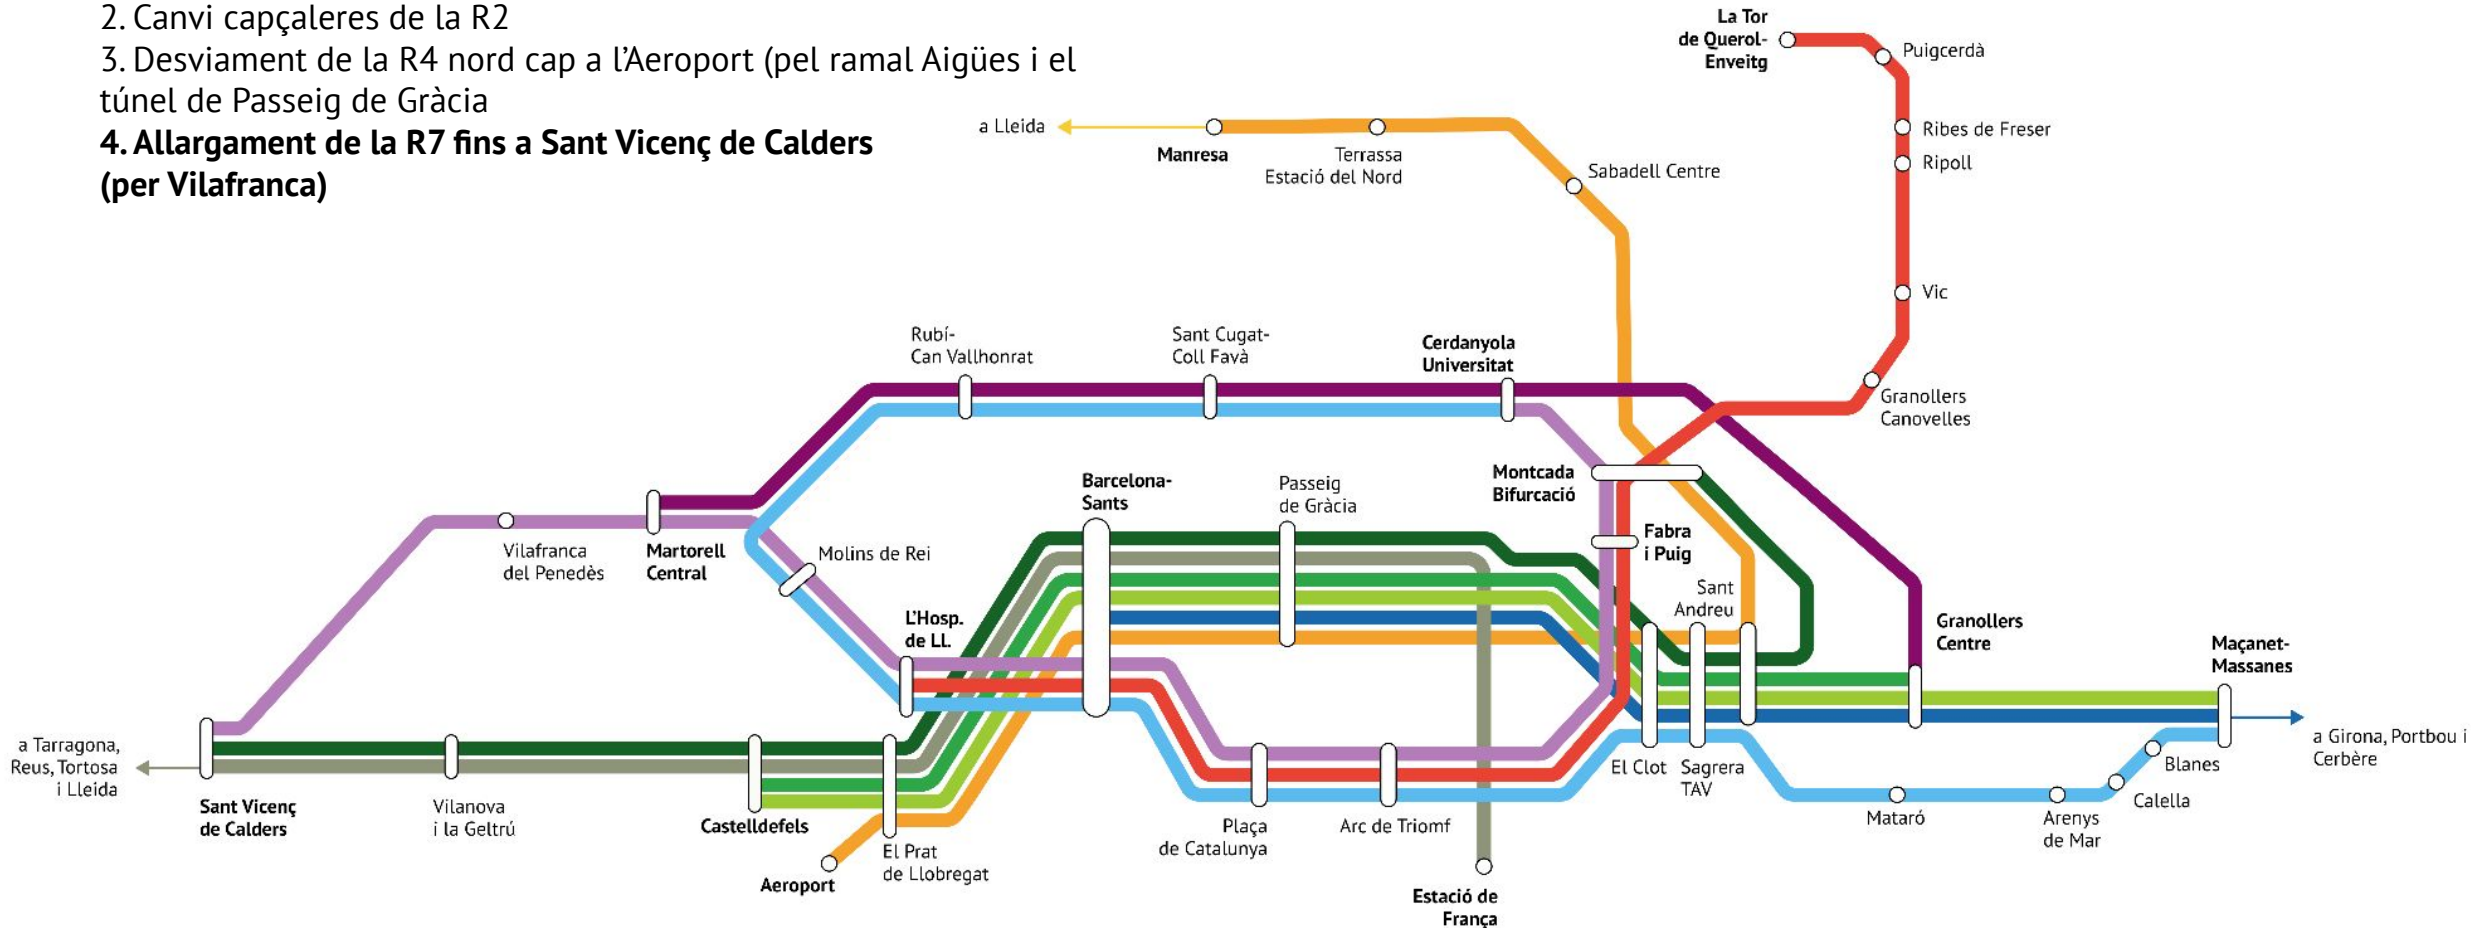 2. Canvi capçaleres de la R2
3. Desviament de la R4 nord cap a l'Aeroport (pel ramal Aigües i el
túnel de Passeig de Gràcia
4. Allargament de la R7 fins a Sant Vicenç de Calders
(per Vilafranca)
La Tor
de Querol-
Enveitg
Puigcerdà
a Lleida
Manresa
Terrassa
Estació del Nord
Sabadell Centre
Ribes de Freser
Ripoll
Vic
Rubí-
Can Vallhonrat
Sant Cugat-
Coll Favà
Cerdanyola
Universitat
Granollers
Canovelles
Barcelona-
Sants
Passeig
de Gràcia
Montcada
Bifurcació
Vilafranca
del Penedès
Martorell
Central
Molins de Rei
Fabra
i Puig
Sant
Andreu
L'Hosp.
de Ll.
Granollers
Centre
Maçanet-
Massanes
a Tarragona,
Reus, Tortosa
i Lleida
Sant Vicenç
de Calders
Vilanova
i la Geltrú
Castelldefels
El Prat
de Llobregat
Aeroport
Plaça
de Catalunya
Arc de Triomf
Estació de
França
El Clot
Sagrera
TAV
Mataró
Arenys
de Mar
Calella
Blanes
a Girona, Portbou i
Cerbère